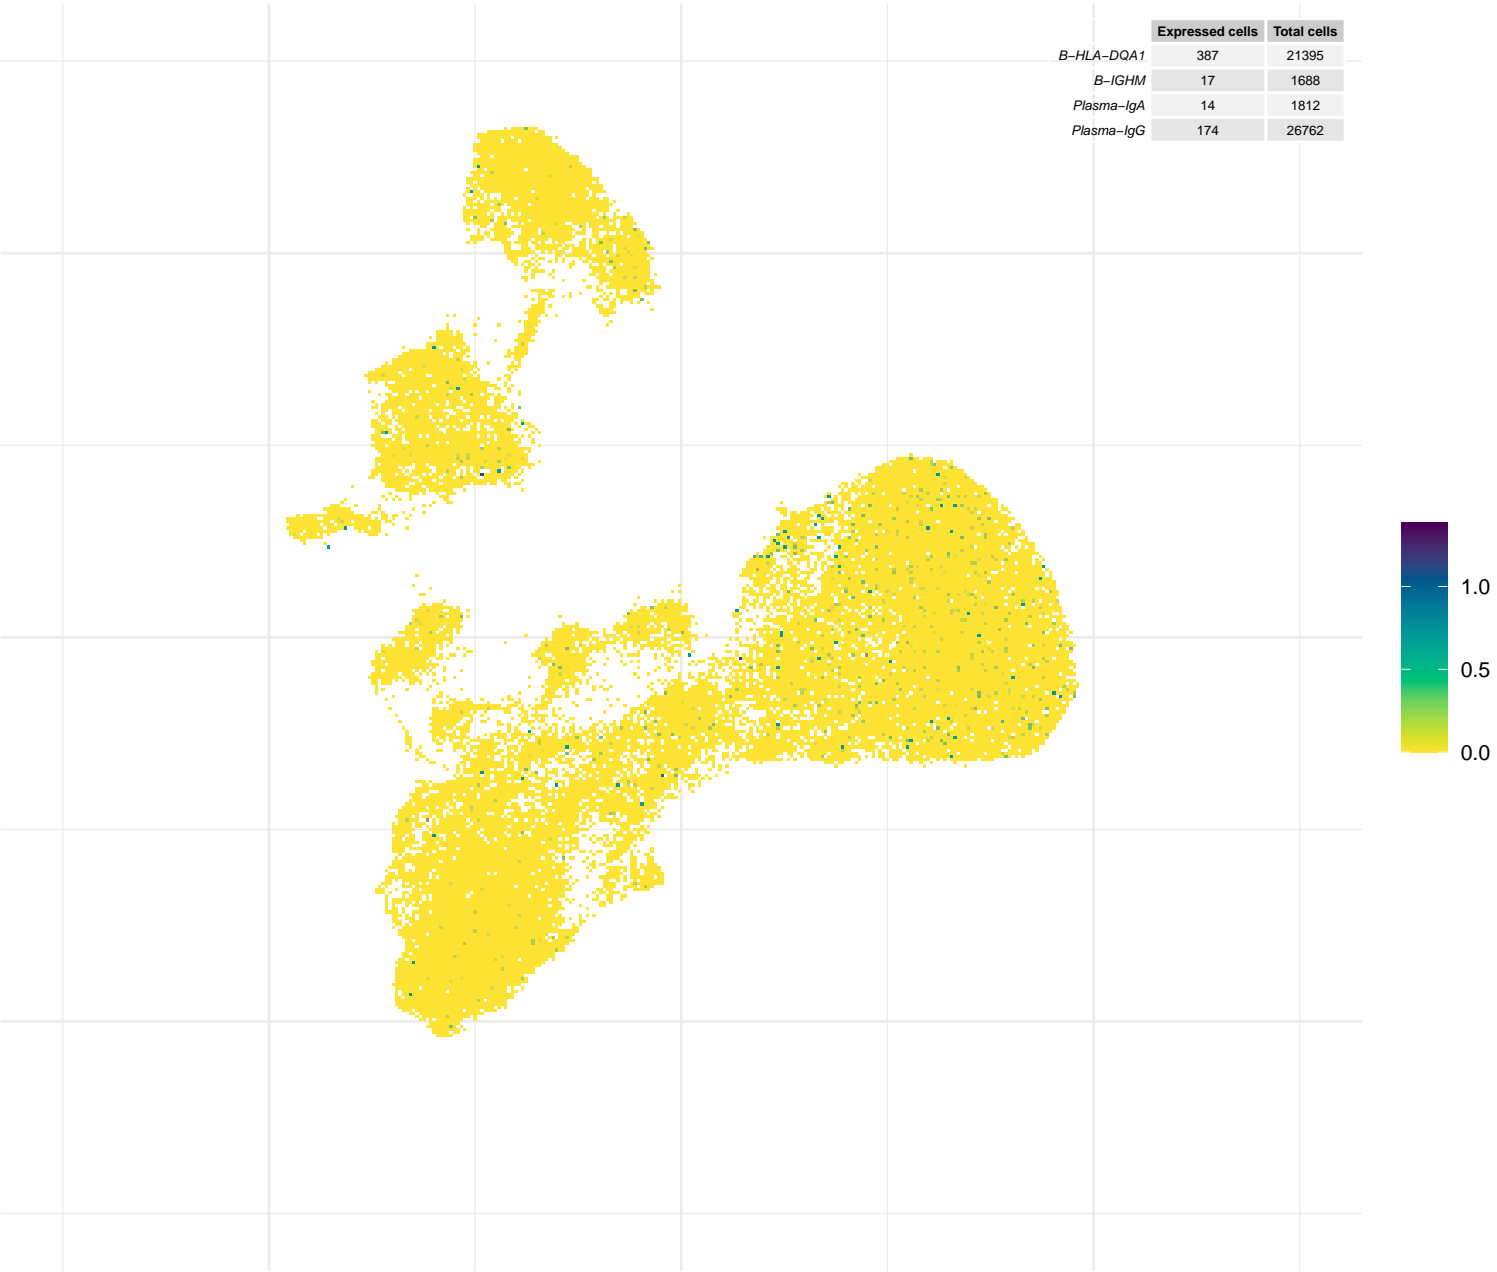 Expressed cells Total cells
B−HLA−DQA1 387 21395
B−IGHM 17 1688
Plasma−IgA 14 1812
Plasma−IgG 174 26762
1.0
0.5
0.0